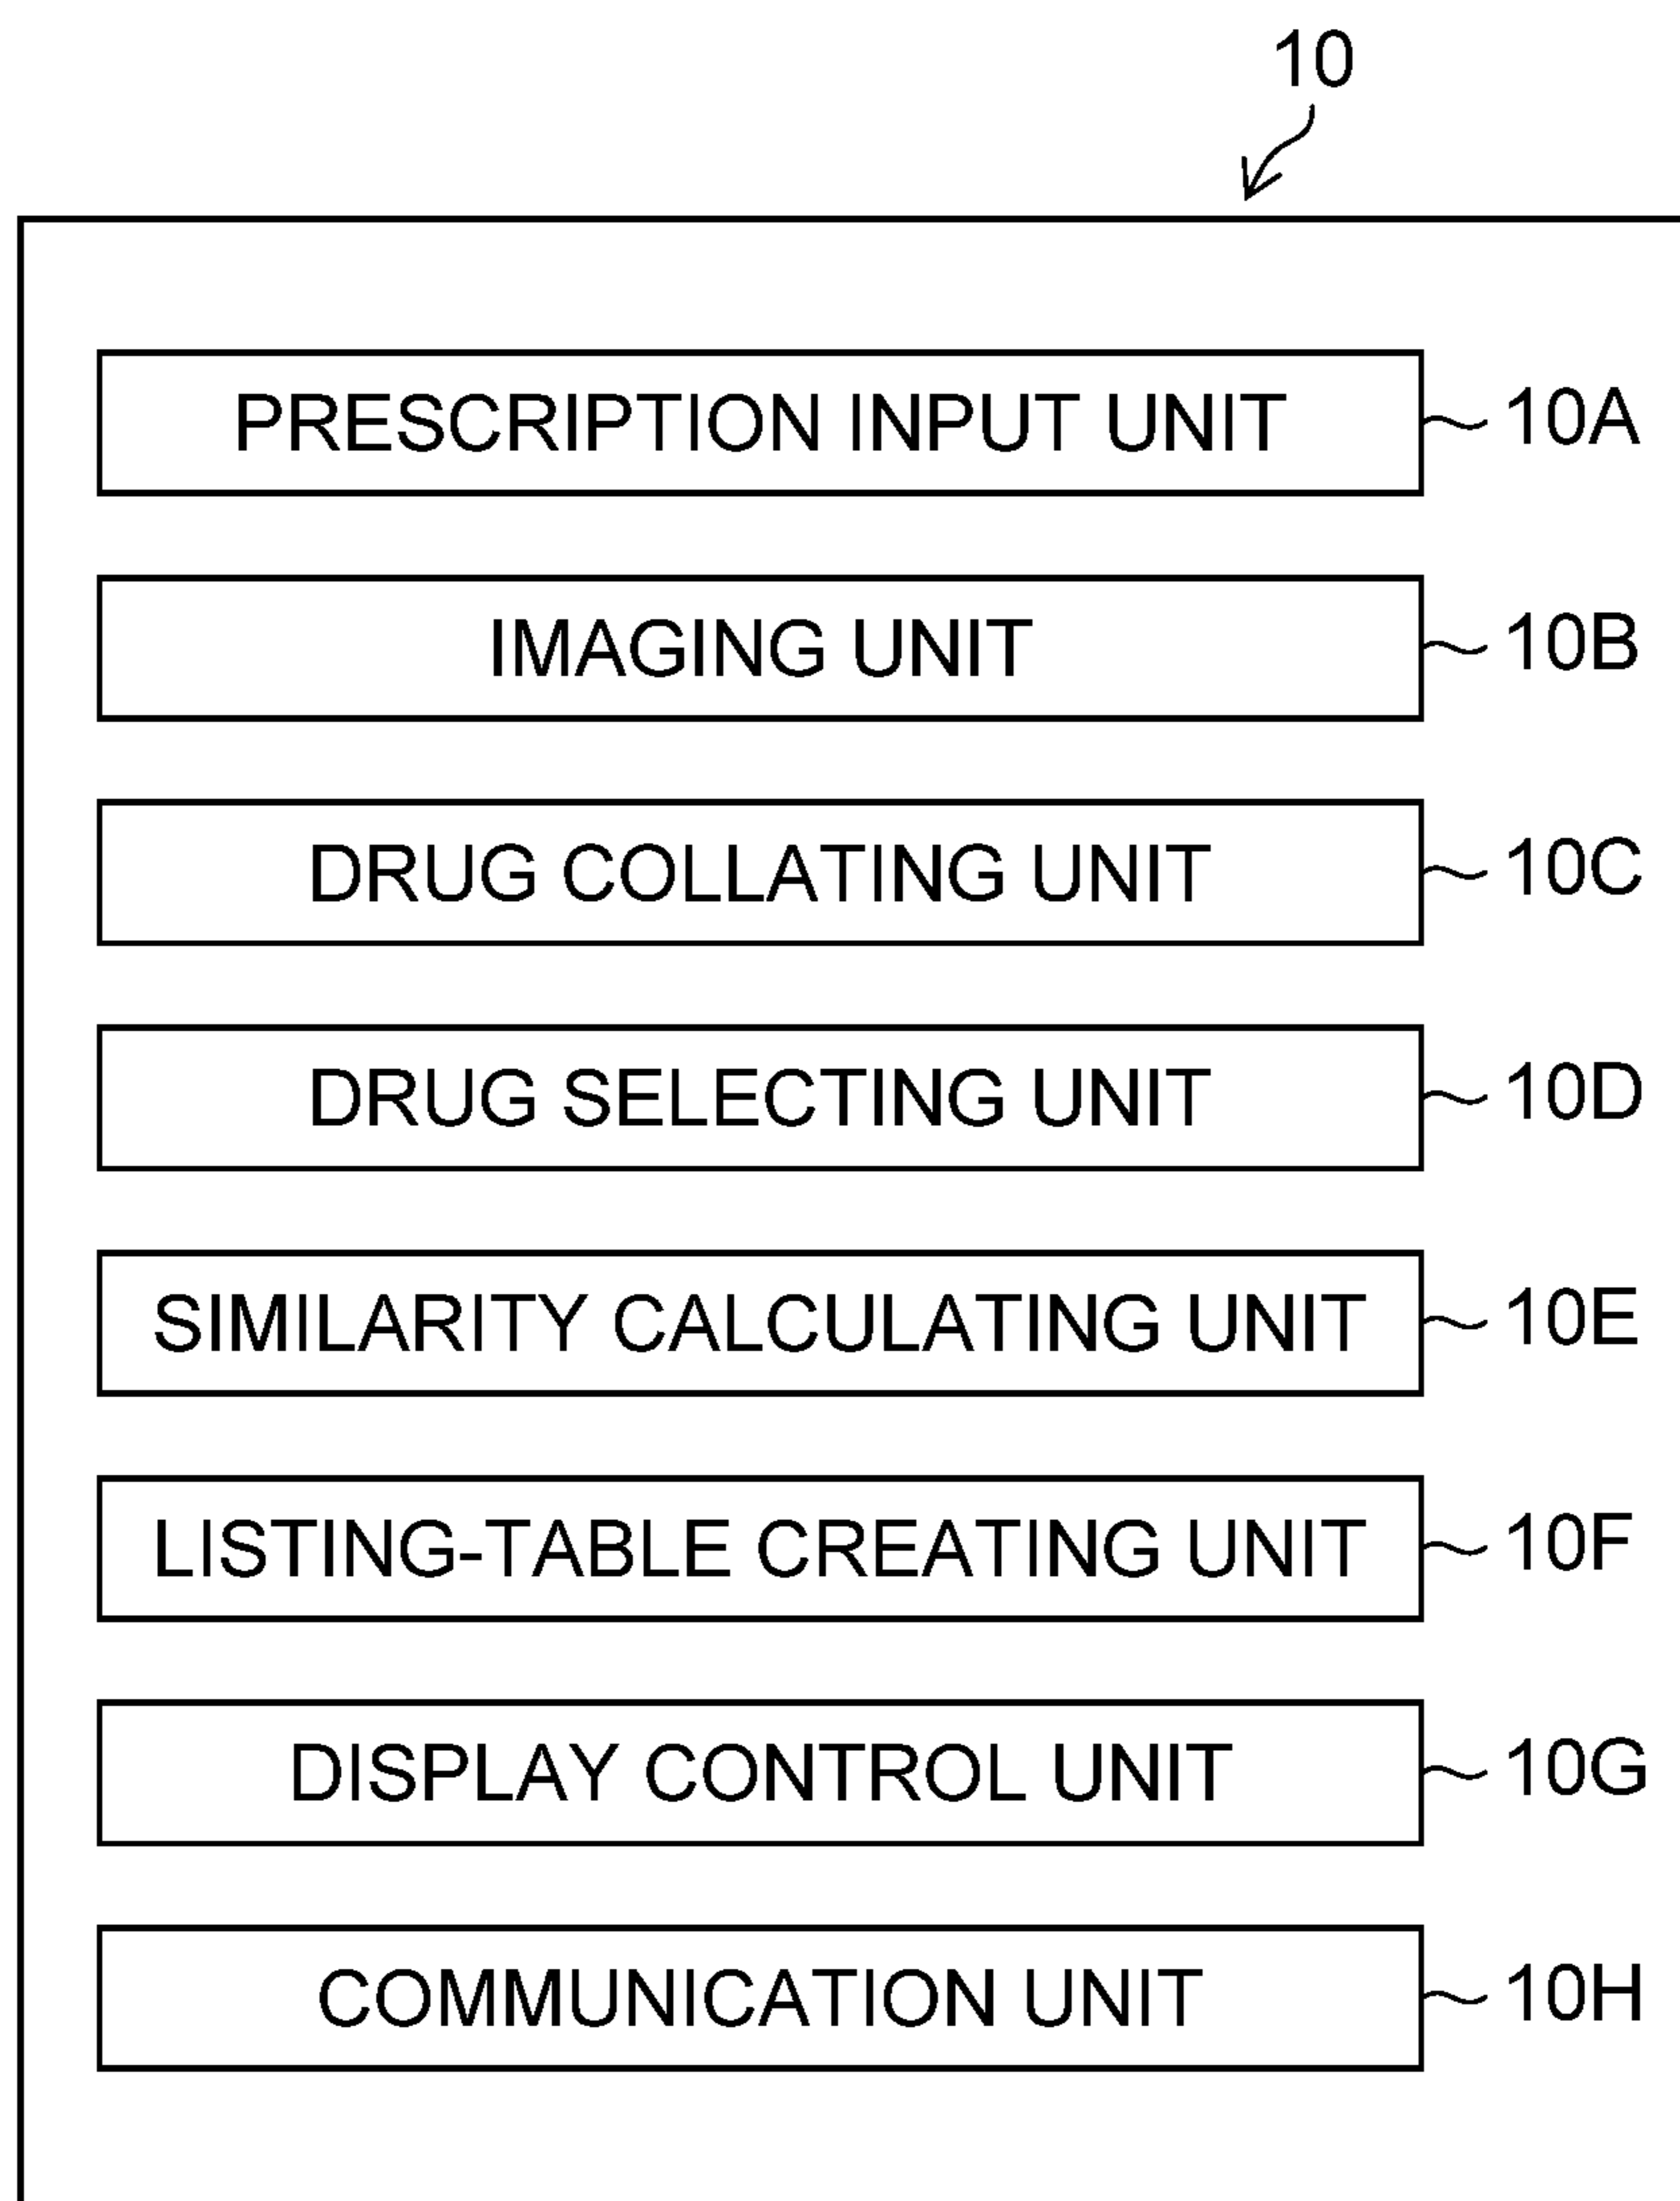 10
PRESCRIPTION INPUT UNIT 10A
IMAGING UNIT 10B
DRUG COLLATING UNIT 10C
DRUG SELECTING UNIT 10D
SIMILARITY CALCULATING UNIT 10E
LISTING-TABLE CREATING UNIT 10F
DISPLAY CONTROL UNIT 10G
COMMUNICATION UNIT 10H